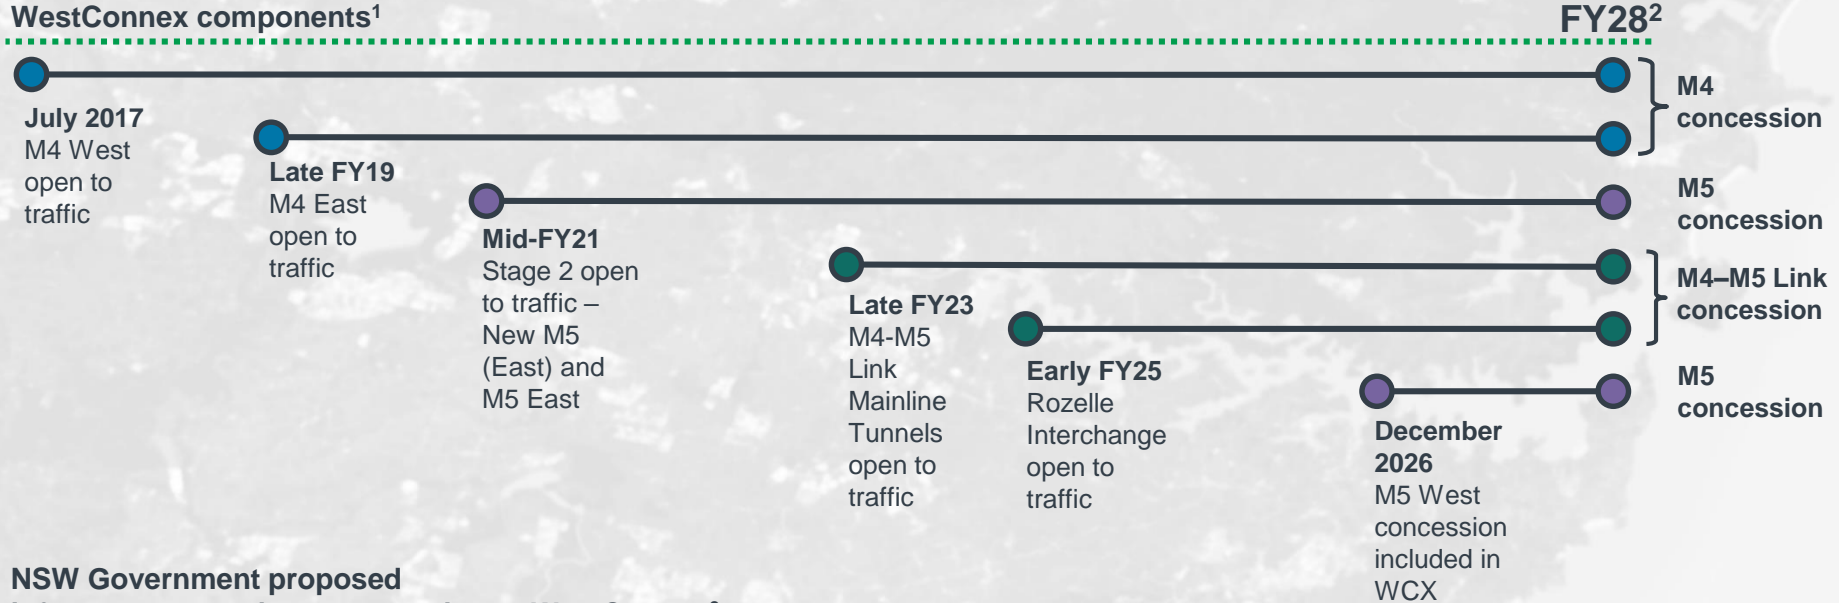 WestConnex components¹
FY28²
July 2017
M4 West
open to
traffic
Late FY19
M4 East
open to
traffic
Mid-FY21
Stage 2 open
to traffic –
New M5
(East) and
M5 East
Late FY23
M4-M5
Link
Mainline
Tunnels
open to
traffic
Early FY25
Rozelle
Interchange
open to
traffic
December
2026
M5 West
concession
included in
WCX
M4
concession
M5
concession
M4–M5 Link
concession
M5
concession
NSW Government proposed